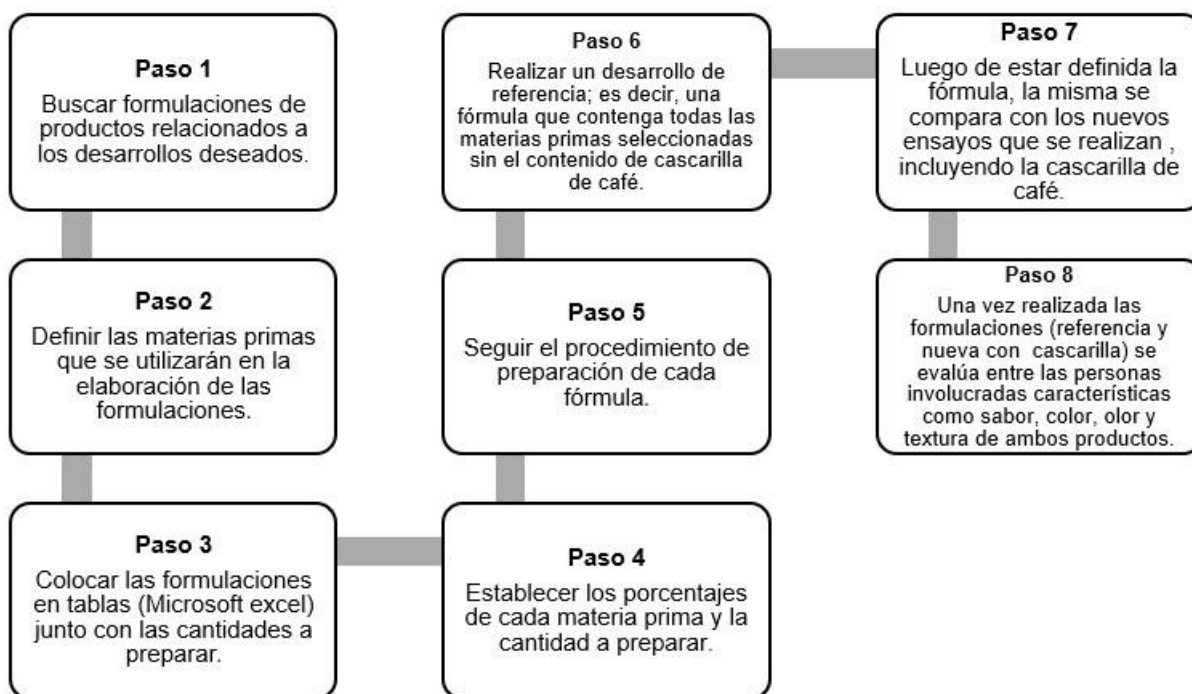 Paso 1
Buscar formulaciones de
productos relacionados a
los desarrollos deseados.
Paso 2
Definir las materias primas
que se utilizarán en la
elaboración de las
formulaciones.
Paso 3
Colocar las formulaciones
en tablas (Microsoft excel)
junto con las cantidades a
preparar.
Paso 4
Establecer los porcentajes
de cada materia prima y la
cantidad a preparar.
Paso 5
Seguir el procedimiento de
preparación de cada
fórmula.
Paso 6
Realizar un desarrollo de
referencia; es decir, una
fórmula que contenga todas las
materias primas seleccionadas
sin el contenido de cascarilla
de café.
Paso 7
Luego de estar definida la
fórmula, la misma se
compara con los nuevos
ensayos que se realizan ,
incluyendo la cascarilla de
café.
Paso 8
Una vez realizada las
formulaciones (referencia y
nueva con cascarilla) se
evalúa entre las personas
involucradas características
como sabor, color, olor y
textura de ambos productos.